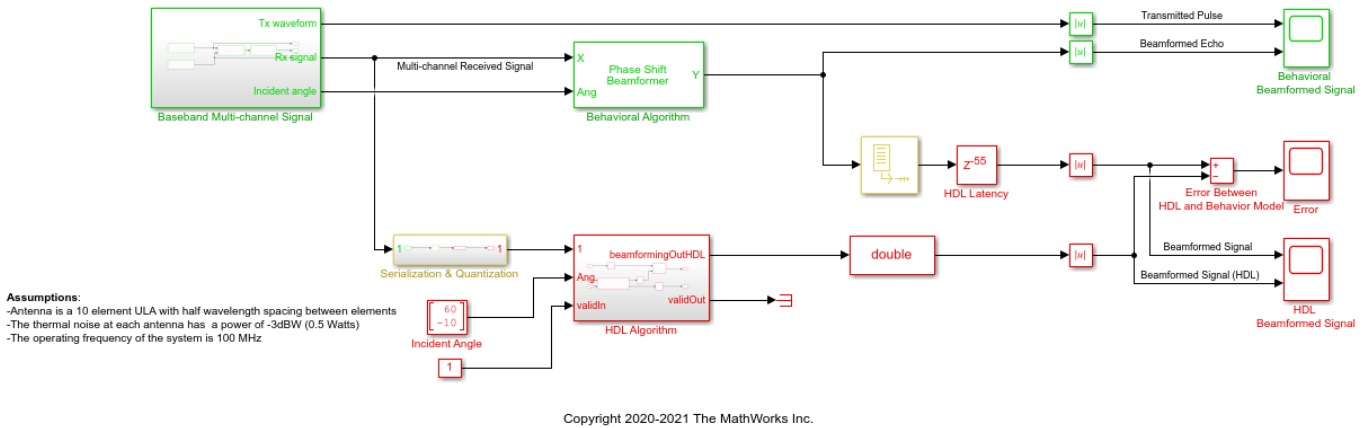 Tx waveform
Rx signal
Incident angle
Baseband Multi-channel Signal
Multi-channel Received Signal
X
Ang
Phase Shift
Beamformer
Y
Behavioral Algorithm
|u|
Transmitted Pulse
|u|
Beamformed Echo
Behavioral
Beamformed Signal
Z-55
HDL Latency
|u|
+
−
Error Between
HDL and Behavior Model
Error
1
1
Serialization & Quantization
1
Ang.
validIn
beamformingOutHDL
validOut
HDL Algorithm
double
|u|
Beamformed Signal
Beamformed Signal (HDL)
HDL
Beamformed Signal
60
-10
Incident Angle
1
Assumptions:
-Antenna is a 10 element ULA with half wavelength spacing between elements
-The thermal noise at each antenna has a power of -3dBW (0.5 Watts)
-The operating frequency of the system is 100 MHz
Copyright 2020-2021 The MathWorks Inc.